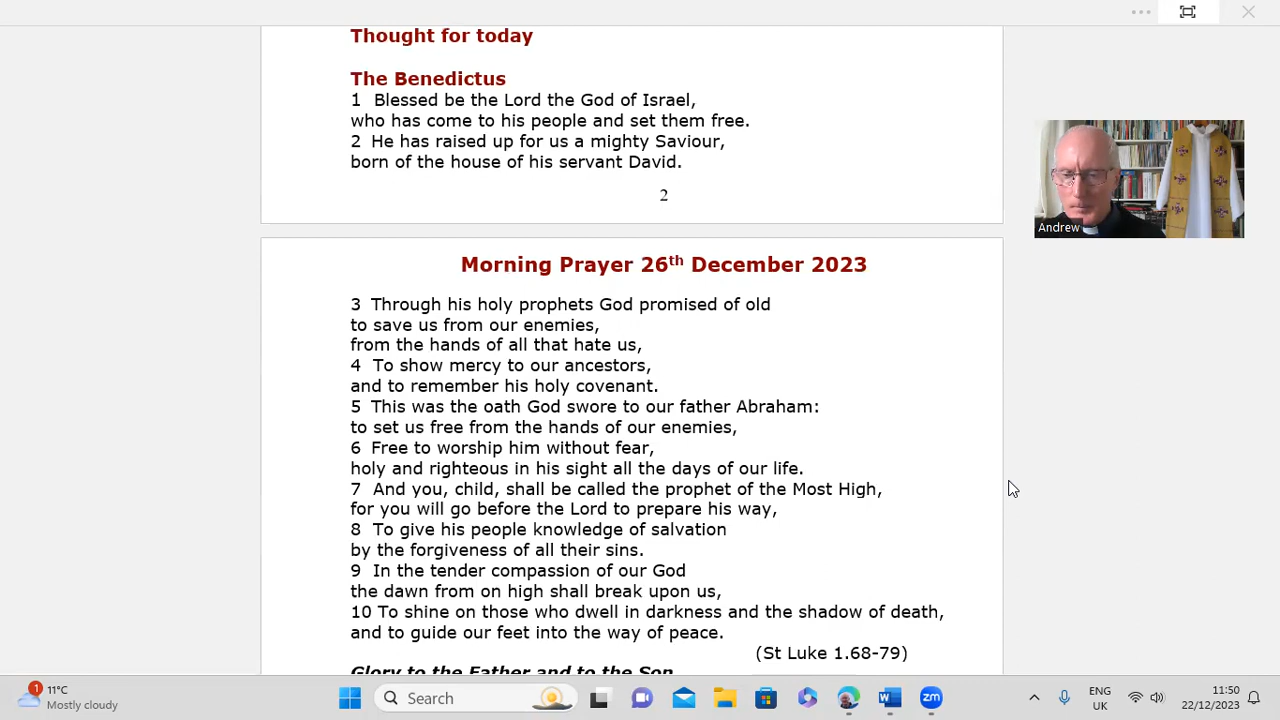 Thought for today
The Benedictus
1 Blessed be the Lord the God of Israel,
who has come to his people and set them free.
2 He has raised up for us a mighty Saviour,
born of the house of his servant David.
2
Andrew
Morning Prayer 26th December 2023
3 Through his holy prophets God promised of old
to save us from our enemies,
from the hands of all that hate us,
4 To show mercy to our ancestors,
and to remember his holy covenant.
5 This was the oath God swore to our father Abraham:
to set us free from the hands of our enemies,
6 Free to worship him without fear,
holy and righteous in his sight all the days of our life.
7 And you, child, shall be called the prophet of the Most High,
for you will go before the Lord to prepare his way,
8 To give his people knowledge of salvation
by the forgiveness of all their sins.
9 In the tender compassion of our God
the dawn from on high shall break upon us,
10 To shine on those who dwell in darkness and the shadow of death,
and to guide our feet into the way of peace.
(St Luke 1.68-79)
Glory to the Father and to the Son
1
11°C
Mostly cloudy
Search
W
zm
ENG
UK
11:50
22/12/2023